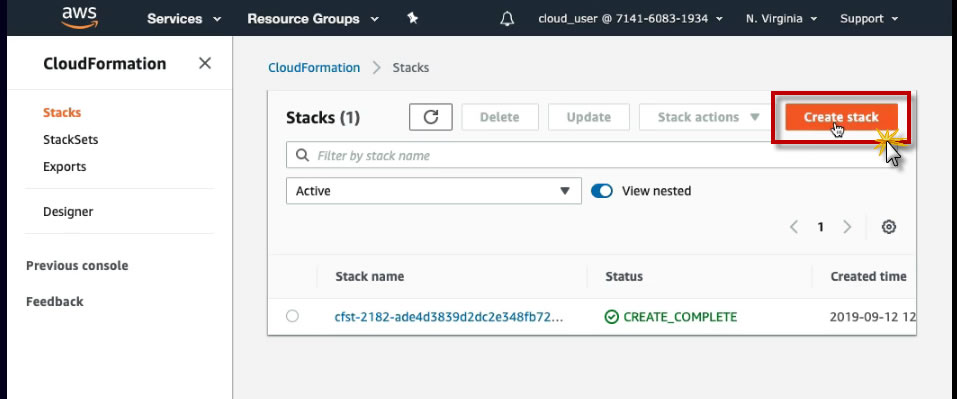 aws Services Resource Groups cloud_user @ 7141-6083-1934 N. Virginia Support
CloudFormation
CloudFormation > Stacks
Stacks
StackSets
Exports
Designer
Previous console
Feedback
Stacks (1) Delete Update Stack actions Create stack
Filter by stack name
Active View nested
1
Stack name Status Created time
cfst-2182-ade4d3839d2dc2e348fb72... CREATE_COMPLETE 2019-09-12 12